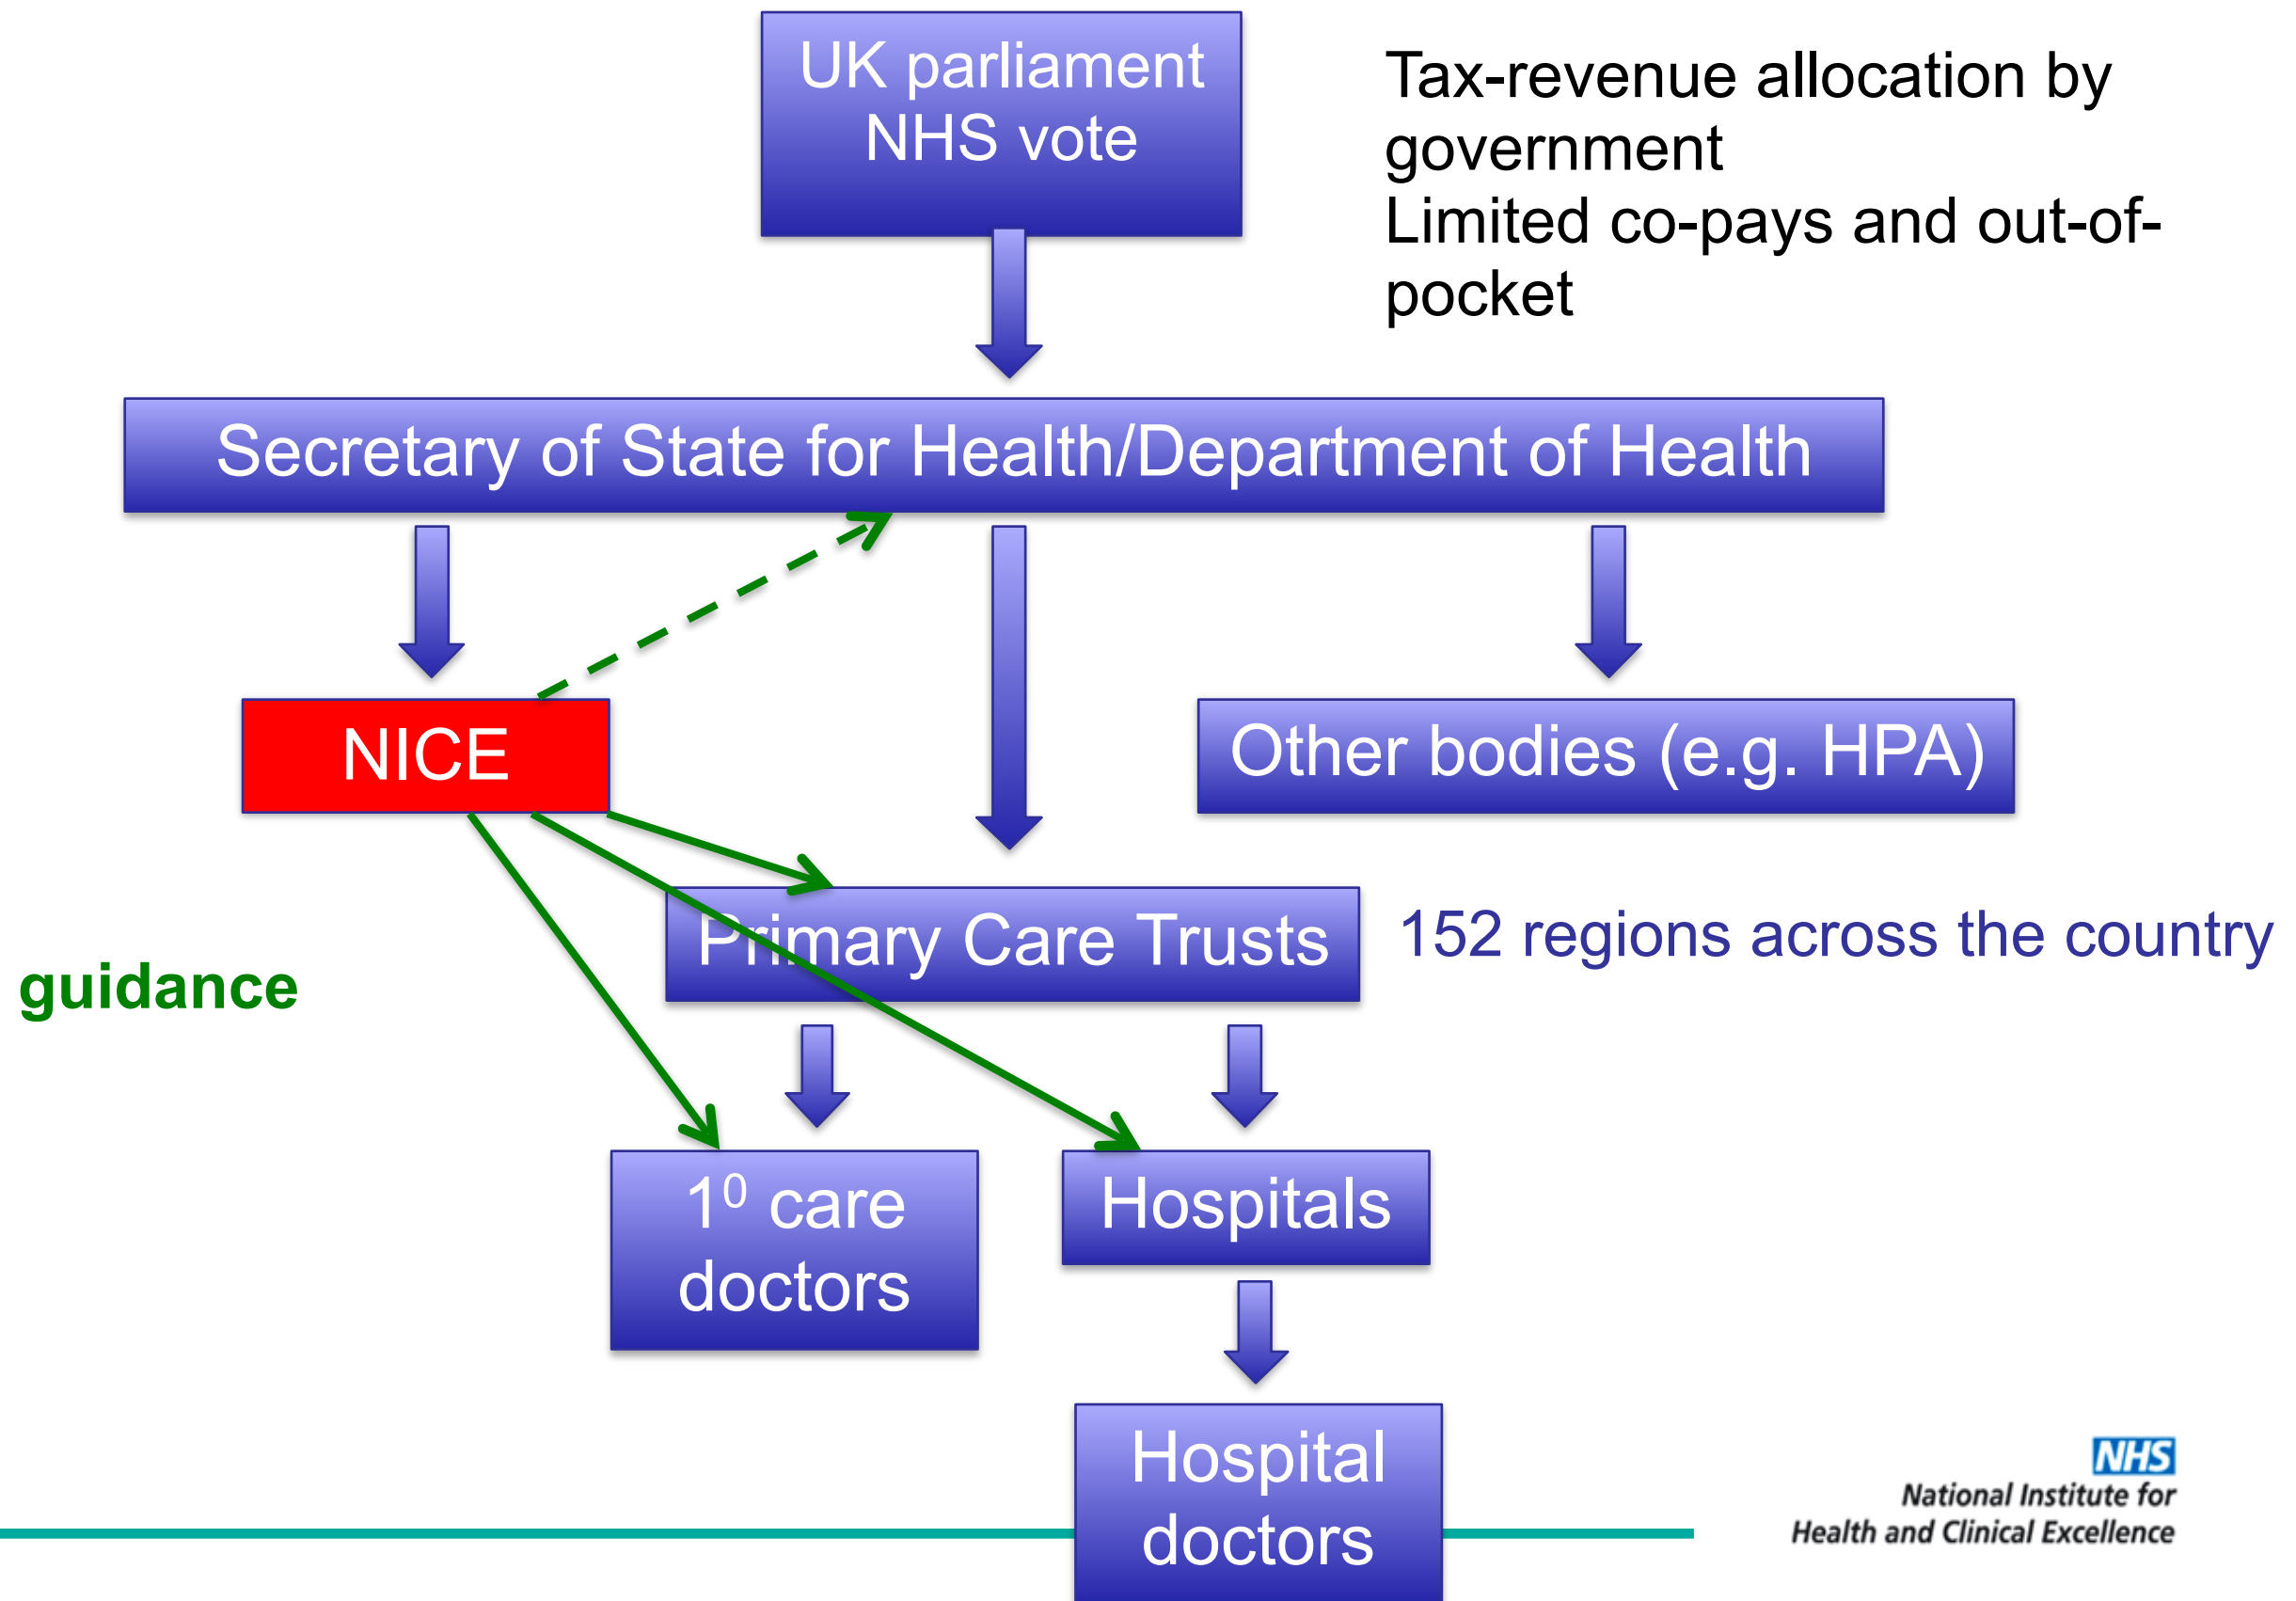 UK parliament
NHS vote
Tax-revenue allocation by
government
Limited co-pays and out-of-
pocket
Secretary of State for Health/Department of Health
NICE
Other bodies (e.g. HPA)
Primary Care Trusts
152 regions across the country
guidance
1⁰ care
doctors
Hospitals
Hospital
doctors
NHS
National Institute for
Health and Clinical Excellence